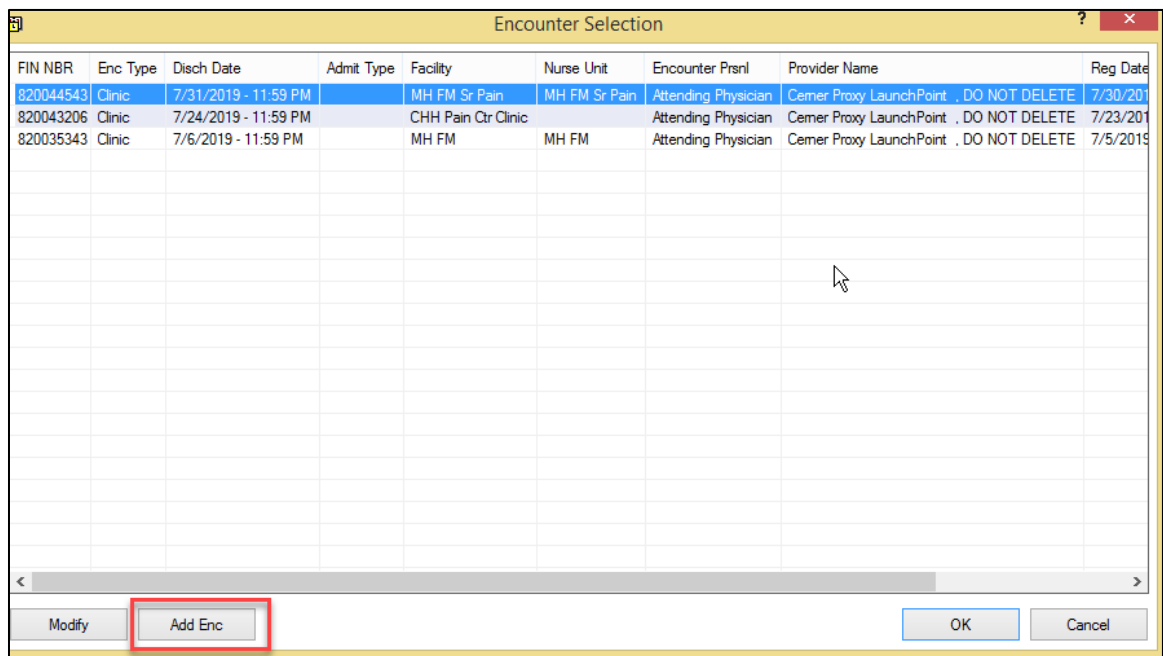 Encounter Selection ? ×
FIN NBR Enc Type Disch Date Admit Type Facility Nurse Unit Encounter Prsnl Provider Name Reg Date
820044543 Clinic 7/31/2019 - 11:59 PM MH FM Sr Pain MH FM Sr Pain Attending Physician Cerner Proxy LaunchPoint , DO NOT DELETE 7/30/201
820043206 Clinic 7/24/2019 - 11:59 PM CHH Pain Ctr Clinic Attending Physician Cerner Proxy LaunchPoint , DO NOT DELETE 7/23/201
820035343 Clinic 7/6/2019 - 11:59 PM MH FM MH FM Attending Physician Cerner Proxy LaunchPoint , DO NOT DELETE 7/5/2019
Modify Add Enc OK Cancel